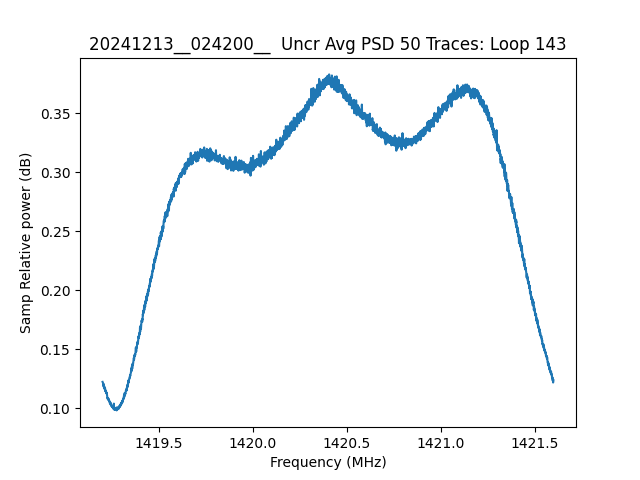 20241213__024200__ Uncr Avg PSD 50 Traces: Loop 143
Samp Relative power (dB)
0.35
0.30
0.25
0.20
0.15
0.10
1419.5 1420.0 1420.5 1421.0 1421.5
Frequency (MHz)